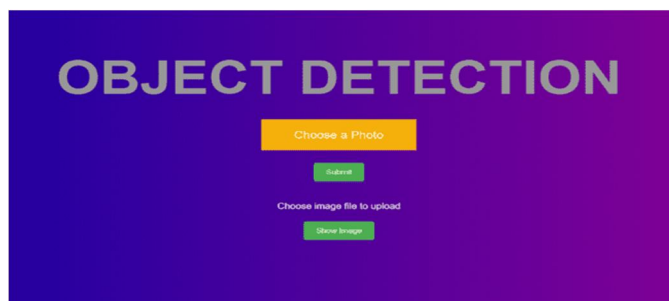 OBJECT DETECTION
Choose a Photo
Submit
Choose image file to upload
Show Image